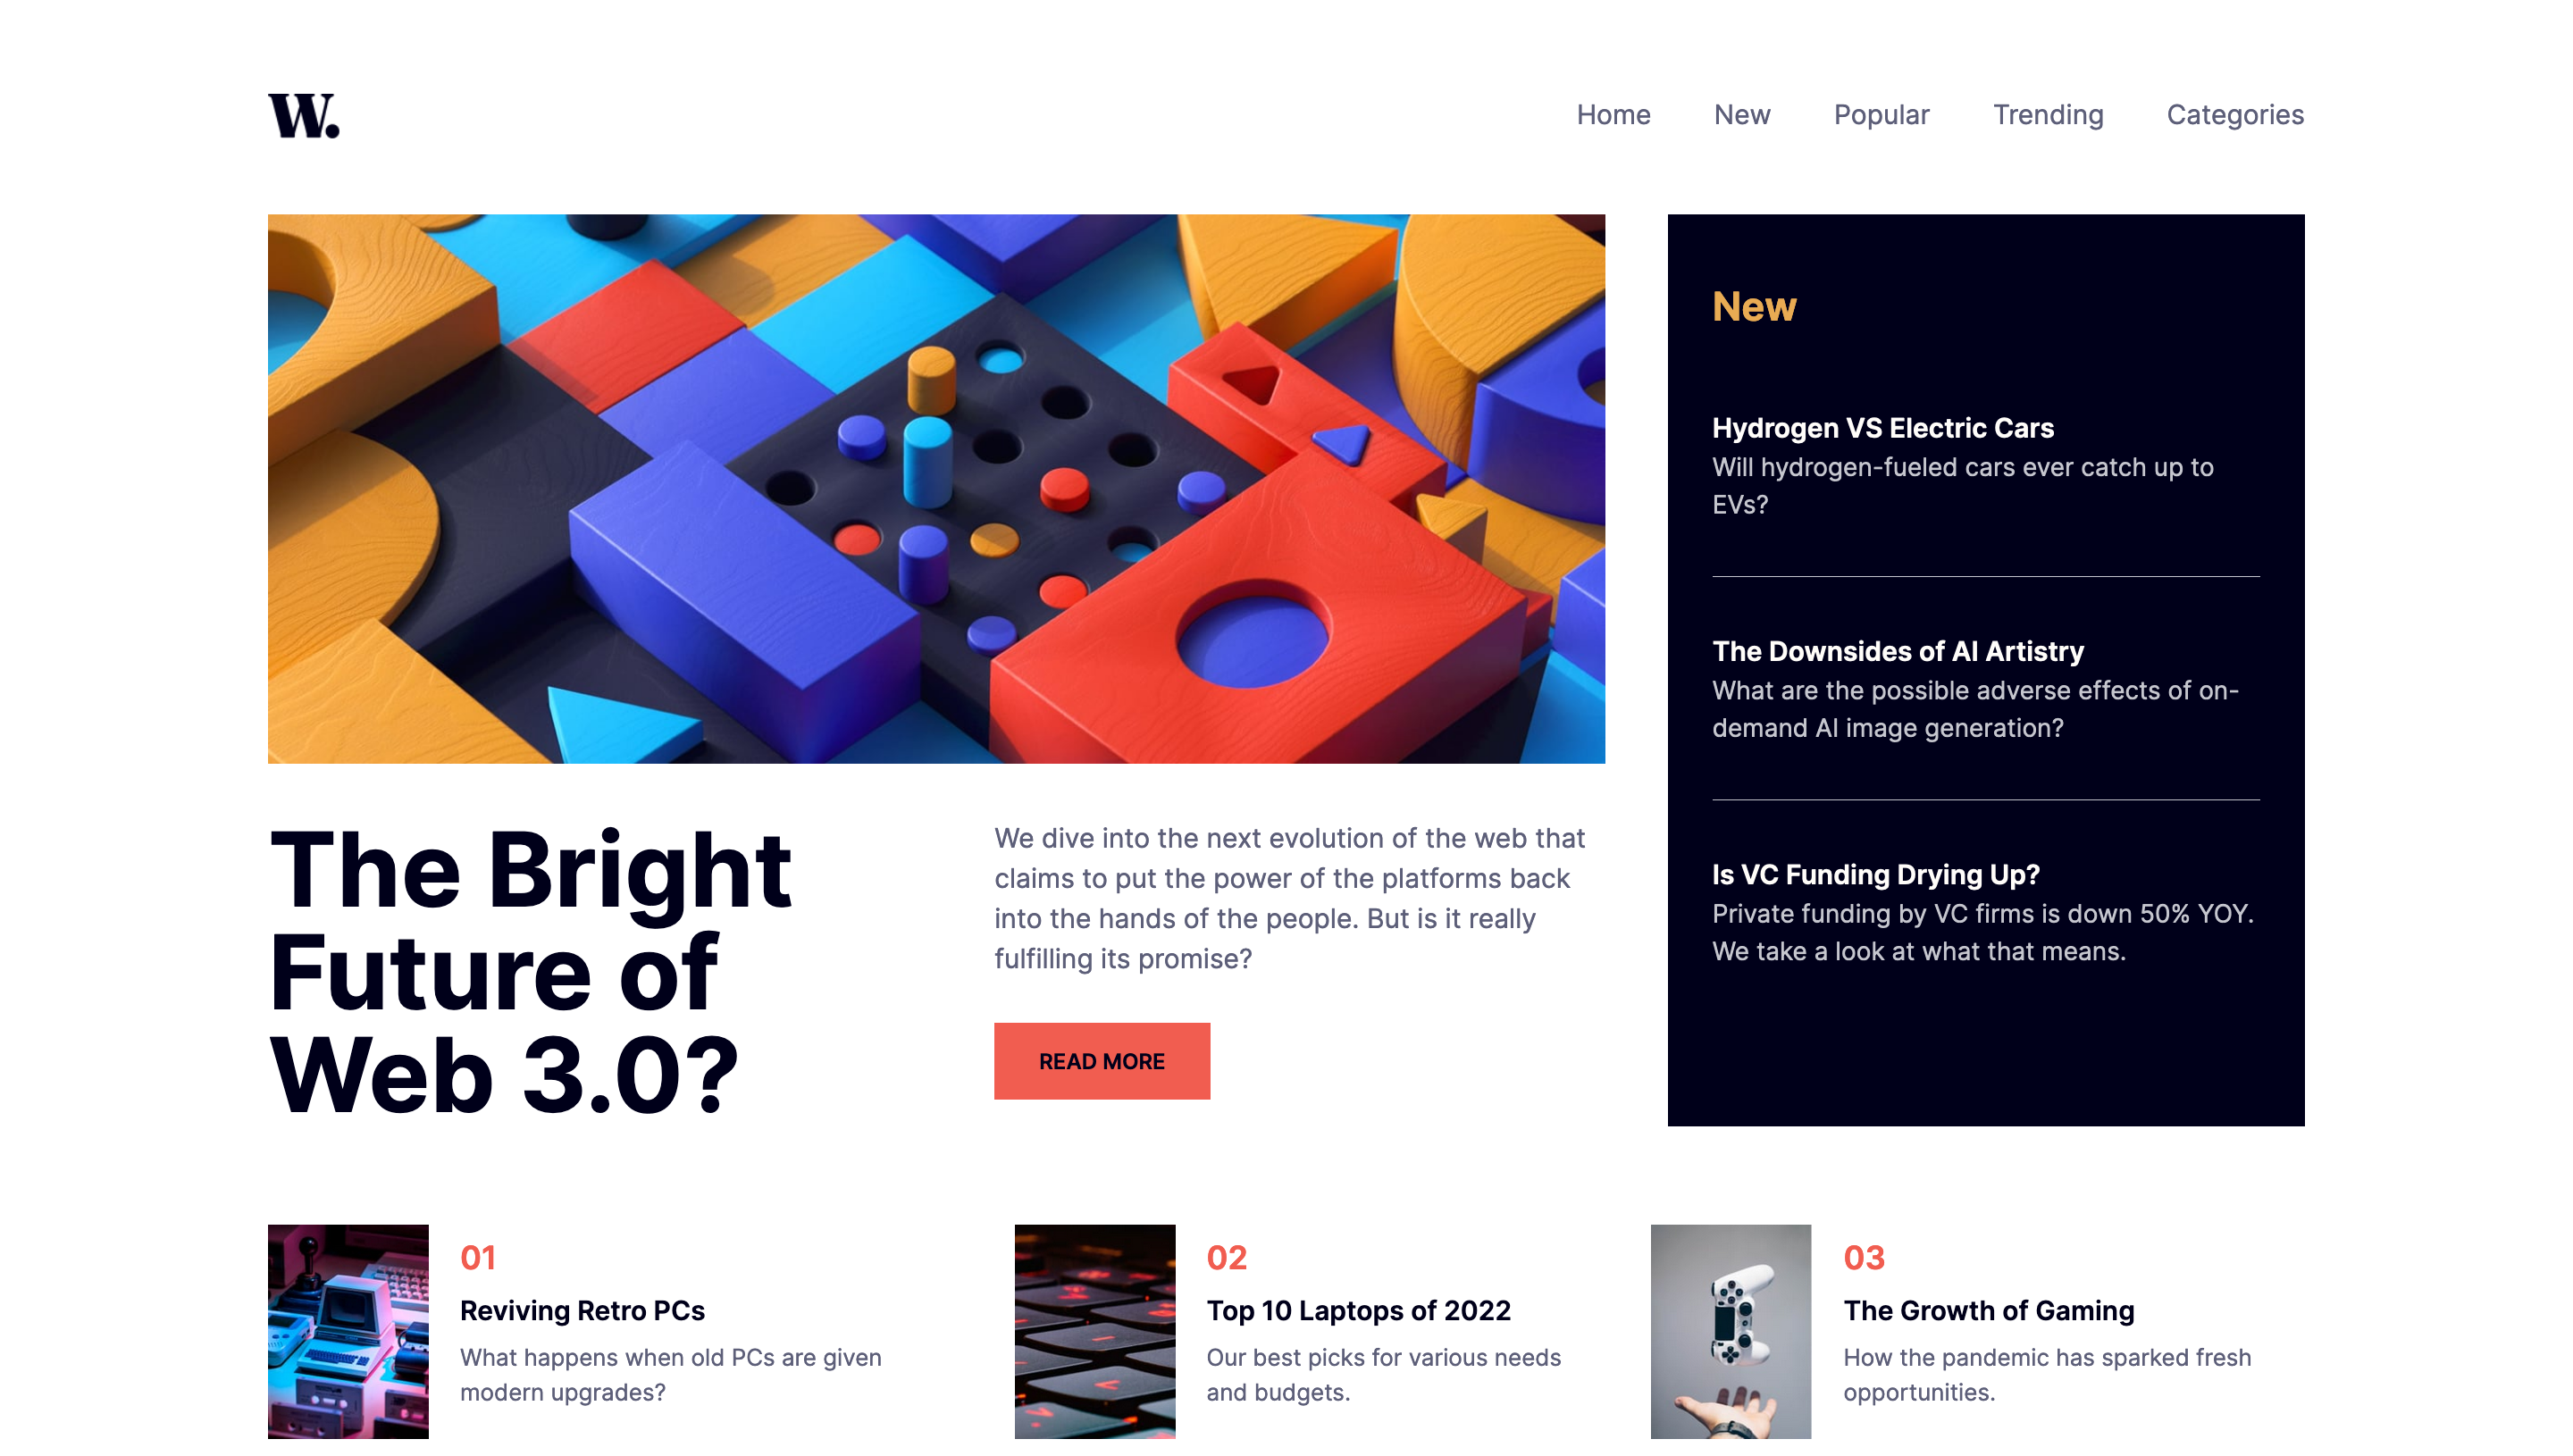 W.
Home New Popular Trending Categories
The Bright
Future of
Web 3.0?
We dive into the next evolution of the web that
claims to put the power of the platforms back
into the hands of the people. But is it really
fulfilling its promise?
READ MORE
New
Hydrogen VS Electric Cars
Will hydrogen-fueled cars ever catch up to
EVs?
The Downsides of AI Artistry
What are the possible adverse effects of on-
demand AI image generation?
Is VC Funding Drying Up?
Private funding by VC firms is down 50% YOY.
We take a look at what that means.
01
Reviving Retro PCs
What happens when old PCs are given
modern upgrades?
02
Top 10 Laptops of 2022
Our best picks for various needs
and budgets.
03
The Growth of Gaming
How the pandemic has sparked fresh
opportunities.